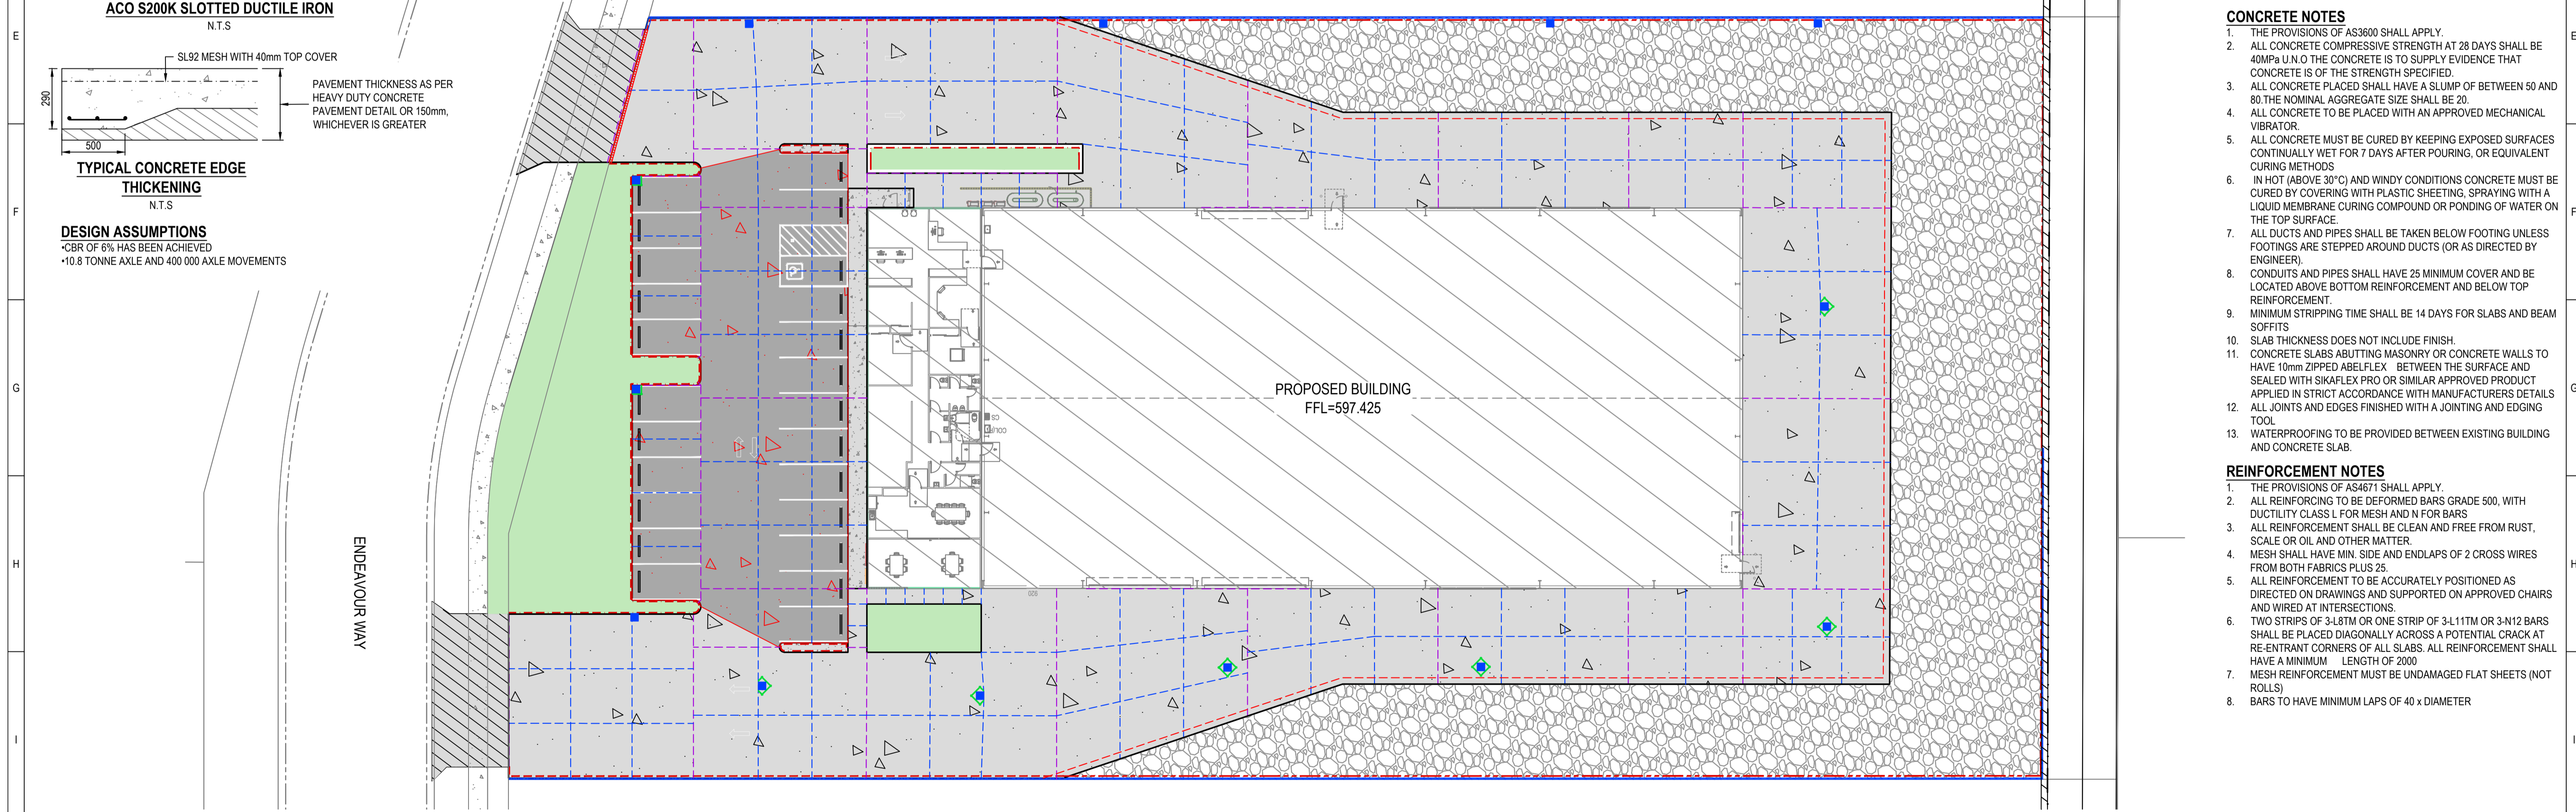 ACO S200K SLOTTED DUCTILE IRON
N.T.S
SL92 MESH WITH 40mm TOP COVER
290
500
PAVEMENT THICKNESS AS PER
HEAVY DUTY CONCRETE
PAVEMENT DETAIL OR 150mm,
WHICHEVER IS GREATER
TYPICAL CONCRETE EDGE
THICKENING
N.T.S
DESIGN ASSUMPTIONS
•CBR OF 6% HAS BEEN ACHIEVED
•10.8 TONNE AXLE AND 400 000 AXLE MOVEMENTS
E
F
G
H
I
ENDEAVOUR WAY
PROPOSED BUILDING
FFL=597.425
CS
CONCRETE NOTES
1. THE PROVISIONS OF AS3600 SHALL APPLY.
2. ALL CONCRETE COMPRESSIVE STRENGTH AT 28 DAYS SHALL BE
40MPa U.N.O THE CONCRETE IS TO SUPPLY EVIDENCE THAT
CONCRETE IS OF THE STRENGTH SPECIFIED.
3. ALL CONCRETE PLACED SHALL HAVE A SLUMP OF BETWEEN 50 AND
80.THE NOMINAL AGGREGATE SIZE SHALL BE 20.
4. ALL CONCRETE TO BE PLACED WITH AN APPROVED MECHANICAL
VIBRATOR.
5. ALL CONCRETE MUST BE CURED BY KEEPING EXPOSED SURFACES
CONTINUALLY WET FOR 7 DAYS AFTER POURING, OR EQUIVALENT
CURING METHODS
6. IN HOT (ABOVE 30°C) AND WINDY CONDITIONS CONCRETE MUST BE
CURED BY COVERING WITH PLASTIC SHEETING, SPRAYING WITH A
LIQUID MEMBRANE CURING COMPOUND OR PONDING OF WATER ON
THE TOP SURFACE.
7. ALL DUCTS AND PIPES SHALL BE TAKEN BELOW FOOTING UNLESS
FOOTINGS ARE STEPPED AROUND DUCTS (OR AS DIRECTED BY
ENGINEER).
8. CONDUITS AND PIPES SHALL HAVE 25 MINIMUM COVER AND BE
LOCATED ABOVE BOTTOM REINFORCEMENT AND BELOW TOP
REINFORCEMENT.
9. MINIMUM STRIPPING TIME SHALL BE 14 DAYS FOR SLABS AND BEAM
SOFFITS
10. SLAB THICKNESS DOES NOT INCLUDE FINISH.
11. CONCRETE SLABS ABUTTING MASONRY OR CONCRETE WALLS TO
HAVE 10mm ZIPPED ABELFLEX BETWEEN THE SURFACE AND
SEALED WITH SIKAFLEX PRO OR SIMILAR APPROVED PRODUCT
APPLIED IN STRICT ACCORDANCE WITH MANUFACTURERS DETAILS
12. ALL JOINTS AND EDGES FINISHED WITH A JOINTING AND EDGING
TOOL
13. WATERPROOFING TO BE PROVIDED BETWEEN EXISTING BUILDING
AND CONCRETE SLAB.
REINFORCEMENT NOTES
1. THE PROVISIONS OF AS4671 SHALL APPLY.
2. ALL REINFORCING TO BE DEFORMED BARS GRADE 500, WITH
DUCTILITY CLASS L FOR MESH AND N FOR BARS
3. ALL REINFORCEMENT SHALL BE CLEAN AND FREE FROM RUST,
SCALE OR OIL AND OTHER MATTER.
4. MESH SHALL HAVE MIN. SIDE AND ENDLAPS OF 2 CROSS WIRES
FROM BOTH FABRICS PLUS 25.
5. ALL REINFORCEMENT TO BE ACCURATELY POSITIONED AS
DIRECTED ON DRAWINGS AND SUPPORTED ON APPROVED CHAIRS
AND WIRED AT INTERSECTIONS.
6. TWO STRIPS OF 3-L8TM OR ONE STRIP OF 3-L11TM OR 3-N12 BARS
SHALL BE PLACED DIAGONALLY ACROSS A POTENTIAL CRACK AT
RE-ENTRANT CORNERS OF ALL SLABS. ALL REINFORCEMENT SHALL
HAVE A MINIMUM LENGTH OF 2000
7. MESH REINFORCEMENT MUST BE UNDAMAGED FLAT SHEETS (NOT
ROLLS)
8. BARS TO HAVE MINIMUM LAPS OF 40 x DIAMETER
E
F
G
H
I